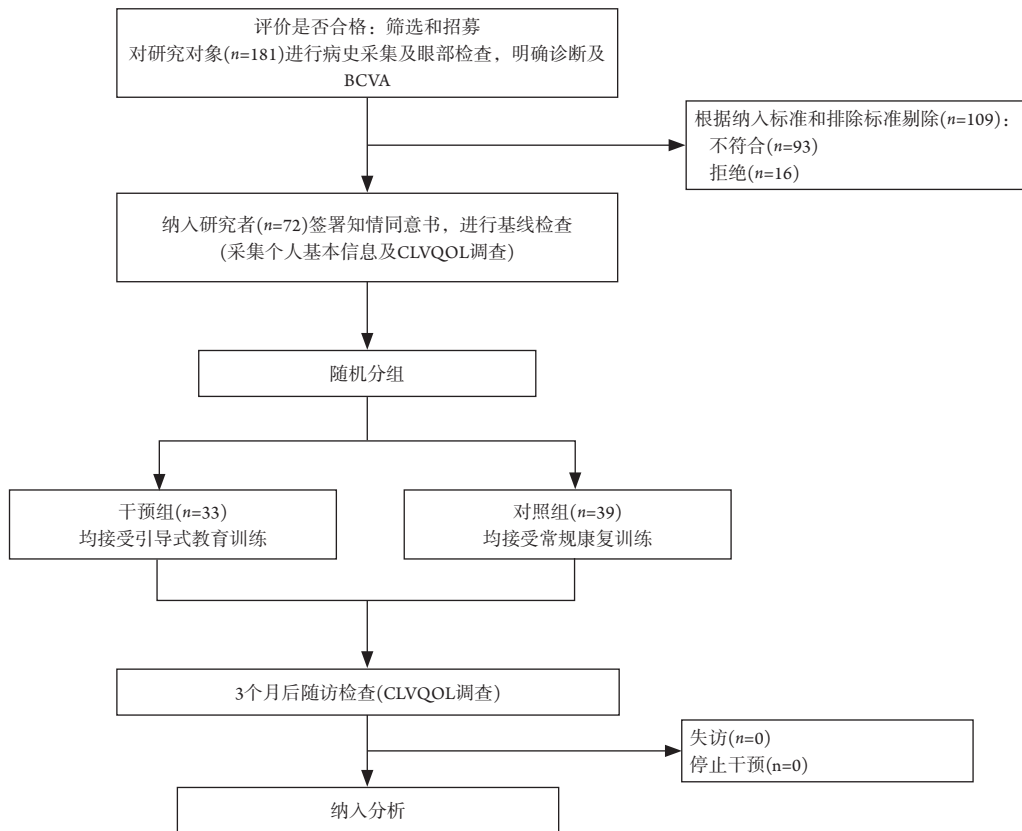 评价是否合格：筛选和招募
对研究对象(n=181)进行病史采集及眼部检查，明确诊断及
BCVA
根据纳入标准和排除标准剔除(n=109)：
不符合(n=93)
拒绝(n=16)
纳入研究者(n=72)签署知情同意书，进行基线检查
(采集个人基本信息及CLVQOL调查)
随机分组
干预组(n=33)
均接受引导式教育训练
对照组(n=39)
均接受常规康复训练
3个月后随访检查(CLVQOL调查)
失访(n=0)
停止干预(n=0)
纳入分析